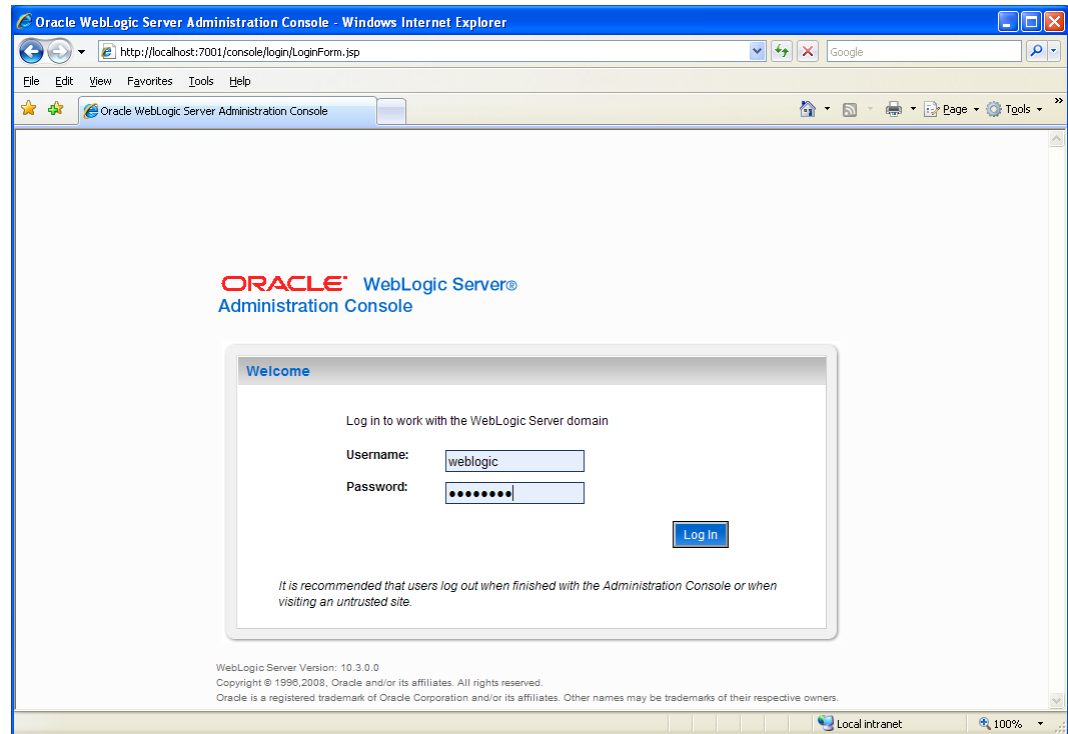 Oracle WebLogic Server Administration Console - Windows Internet Explorer
http://localhost:7001/console/login/LoginForm.jsp
Google
File Edit View Favorites Tools Help
Oracle WebLogic Server Administration Console
Page Tools »
ORACLE WebLogic Server®
Administration Console
Welcome
Log in to work with the WebLogic Server domain
Username: weblogic
Password: ••••••••
Log In
It is recommended that users log out when finished with the Administration Console or when
visiting an untrusted site.
WebLogic Server Version: 10.3.0.0
Copyright © 1996,2008, Oracle and/or its affiliates. All rights reserved.
Oracle is a registered trademark of Oracle Corporation and/or its affiliates. Other names may be trademarks of their respective owners.
Local intranet 100%